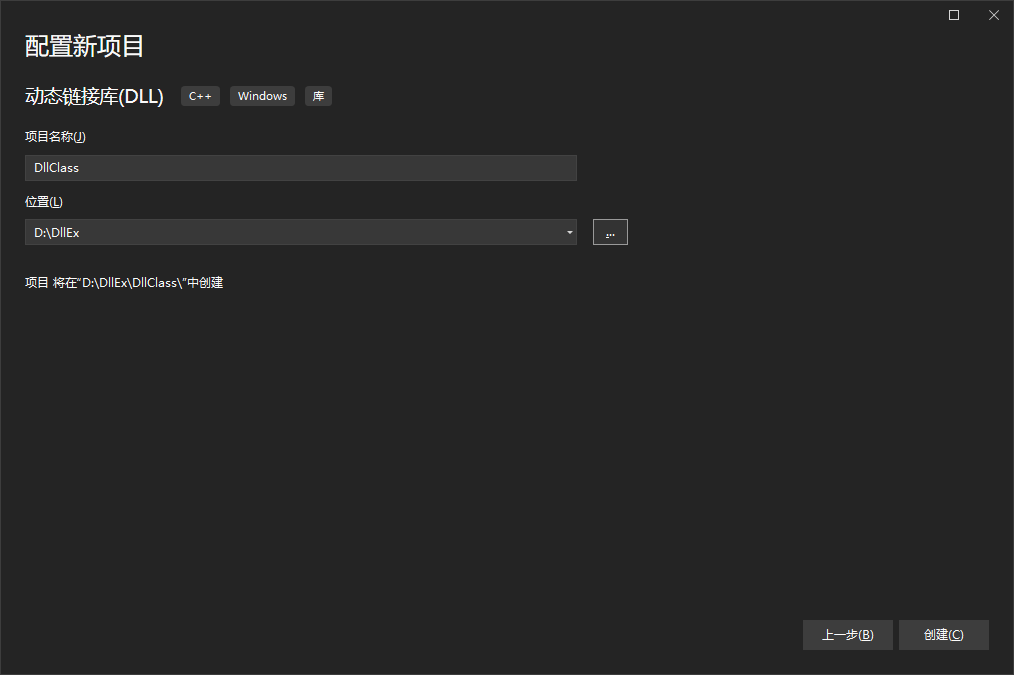 配置新项目
动态链接库(DLL) C++ Windows 库
项目名称(J)
DllClass
位置(L)
D:\DllEx ...
项目 将在“D:\DllEx\DllClass\”中创建
上一步(B) 创建(C)